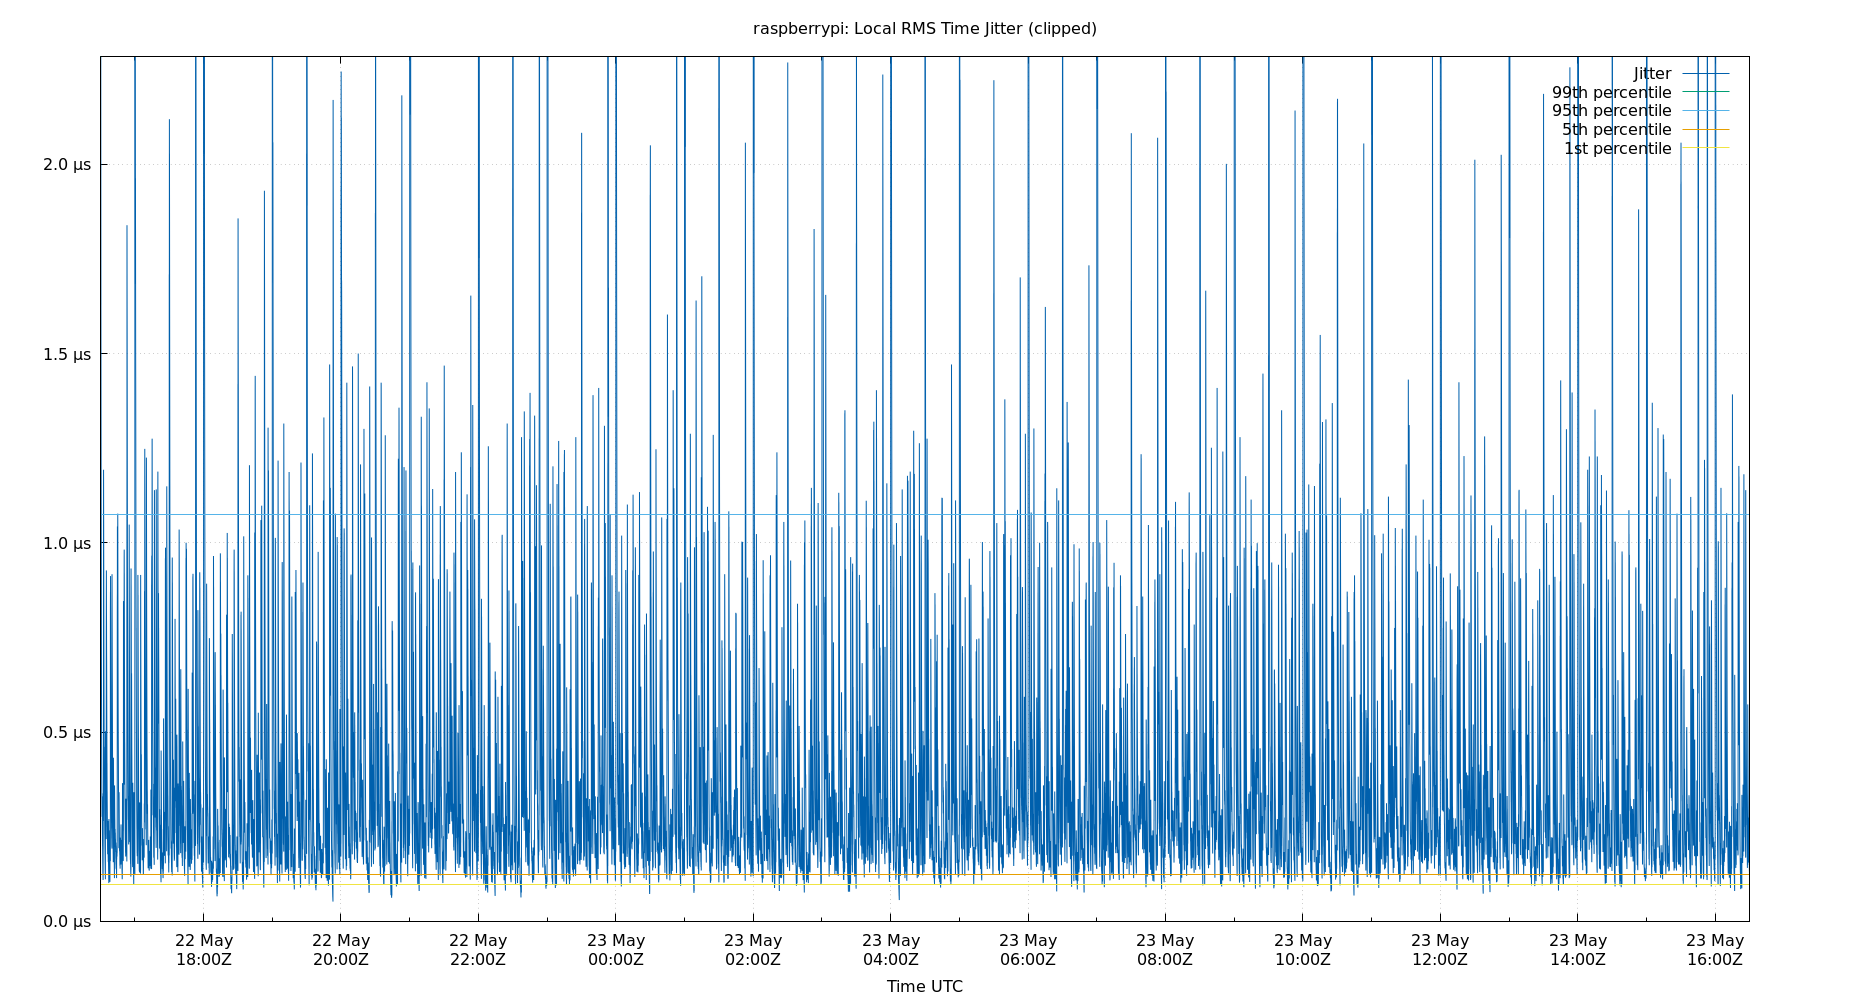 raspberrypi: Local RMS Time Jitter (clipped)
Jitter
99th percentile
95th percentile
5th percentile
1st percentile
2.0 µs
1.5 µs
1.0 µs
0.5 µs
0.0 µs
22 May 22 May 22 May 23 May 23 May 23 May 23 May 23 May 23 May 23 May 23 May 23 May
18:00Z 20:00Z 22:00Z 00:00Z 02:00Z 04:00Z 06:00Z 08:00Z 10:00Z 12:00Z 14:00Z 16:00Z
Time UTC